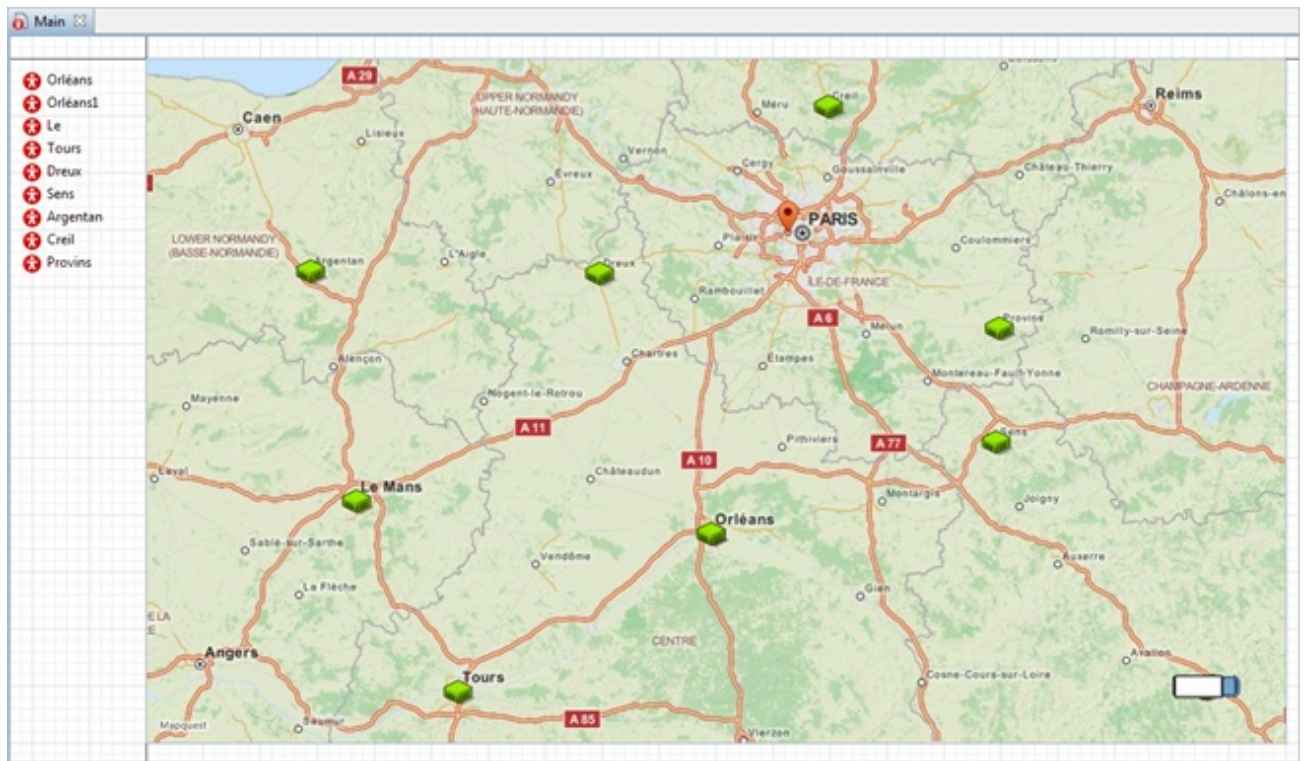 Main
Orléans
Orléans1
Le
Tours
Dreux
Sens
Argentan
Creil
Provins
A 29
UPPER NORMANDY
(HAUTE-NORMANDIE)
Caen
Lisieux
Méru
Creil
Reims
Vernon
Évreux
Cergy
Goussainville
Château-Thierry
Châlons-en
PARIS
Plaisir
Coulommiers
LOWER NORMANDY
(BASSE-NORMANDIE)
Argentan
L'Aigle
Dreux
ÎLE-DE-FRANCE
Rambouillet
A 6
Provins
Melun
Romilly-sur-Seine
Alençon
Chartres
Étampes
Montereau-Fault-Yonne
CHAMPAGNE-ARDENNE
Mayenne
Nogent-le-Rotrou
A 11
Pithiviers
A 77
Sens
A 10
Laval
Châteaudun
Le Mans
Montargis
Joigny
Orléans
Sablé-sur-Sarthe
Vendôme
Auxerre
La Flèche
Gien
E LA
E
CENTRE
Angers
Avallon
Tours
Cosne-Cours-sur-Loire
Mapquest
Saumur
A 85
Vierzon